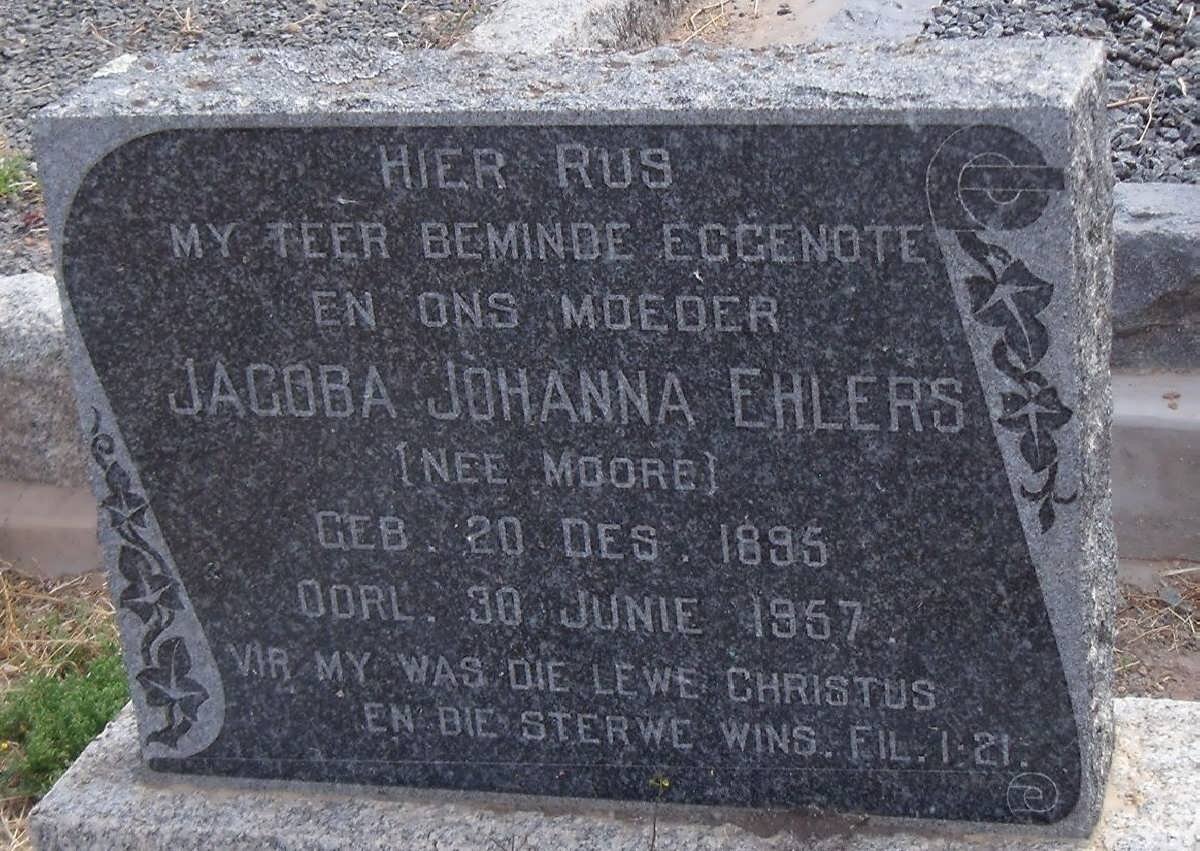 HIER RUS
MY TEER BEMINDE EGGENOTE
EN ONS MOEDER
JACOBA JOHANNA EHLERS
(NEE MOORE)
GEB. 20 DES. 1895
OORL. 30 JUNIE 1957.
VIR MY WAS DIE LEWE CHRISTUS
EN DIE STERWE WINS. FIL. 1:21.